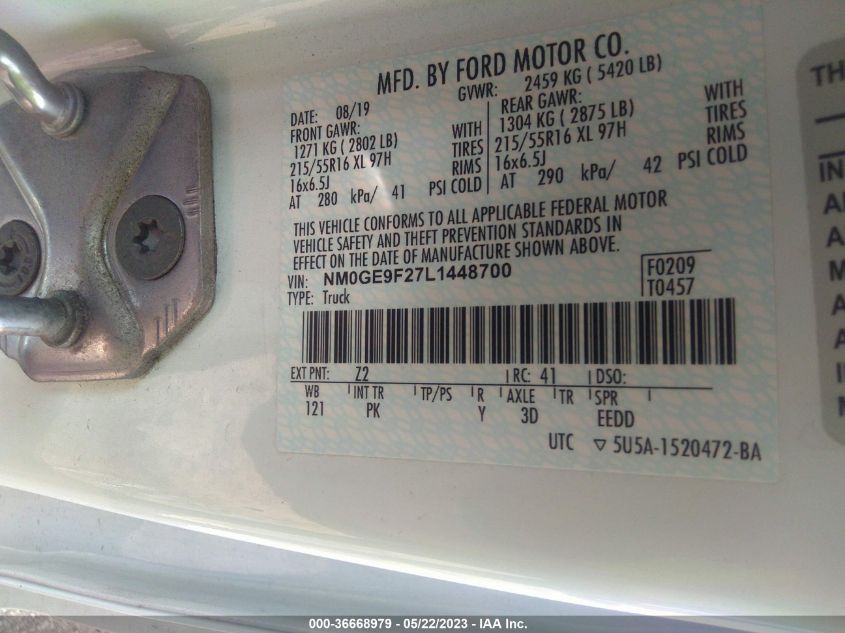 MFD. BY FORD MOTOR CO.
DATE: 08/19 GVWR: 2459 KG ( 5420 LB)
FRONT GAWR: REAR GAWR:
1271 KG ( 2802 LB) WITH 1304 KG ( 2875 LB) WITH
215/55R16 XL 97H TIRES 215/55R16 XL 97H TIRES
16x6.5J RIMS 16x6.5J RIMS
AT 280 kPa/ 41 PSI COLD AT 290 kPa/ 42 PSI COLD
THIS VEHICLE CONFORMS TO ALL APPLICABLE FEDERAL MOTOR
VEHICLE SAFETY AND THEFT PREVENTION STANDARDS IN
EFFECT ON THE DATE OF MANUFACTURE SHOWN ABOVE.
VIN: NM0GE9F27L1448700 F0209
TYPE: Truck T0457
EXT PNT: Z2 RC: 41 DSO:
WB INT TR TP/PS R AXLE TR SPR
121 PK Y 3D EEDD
UTC ▽ 5U5A-1520472-BA
000-36668979 - 05/22/2023 - IAA Inc.